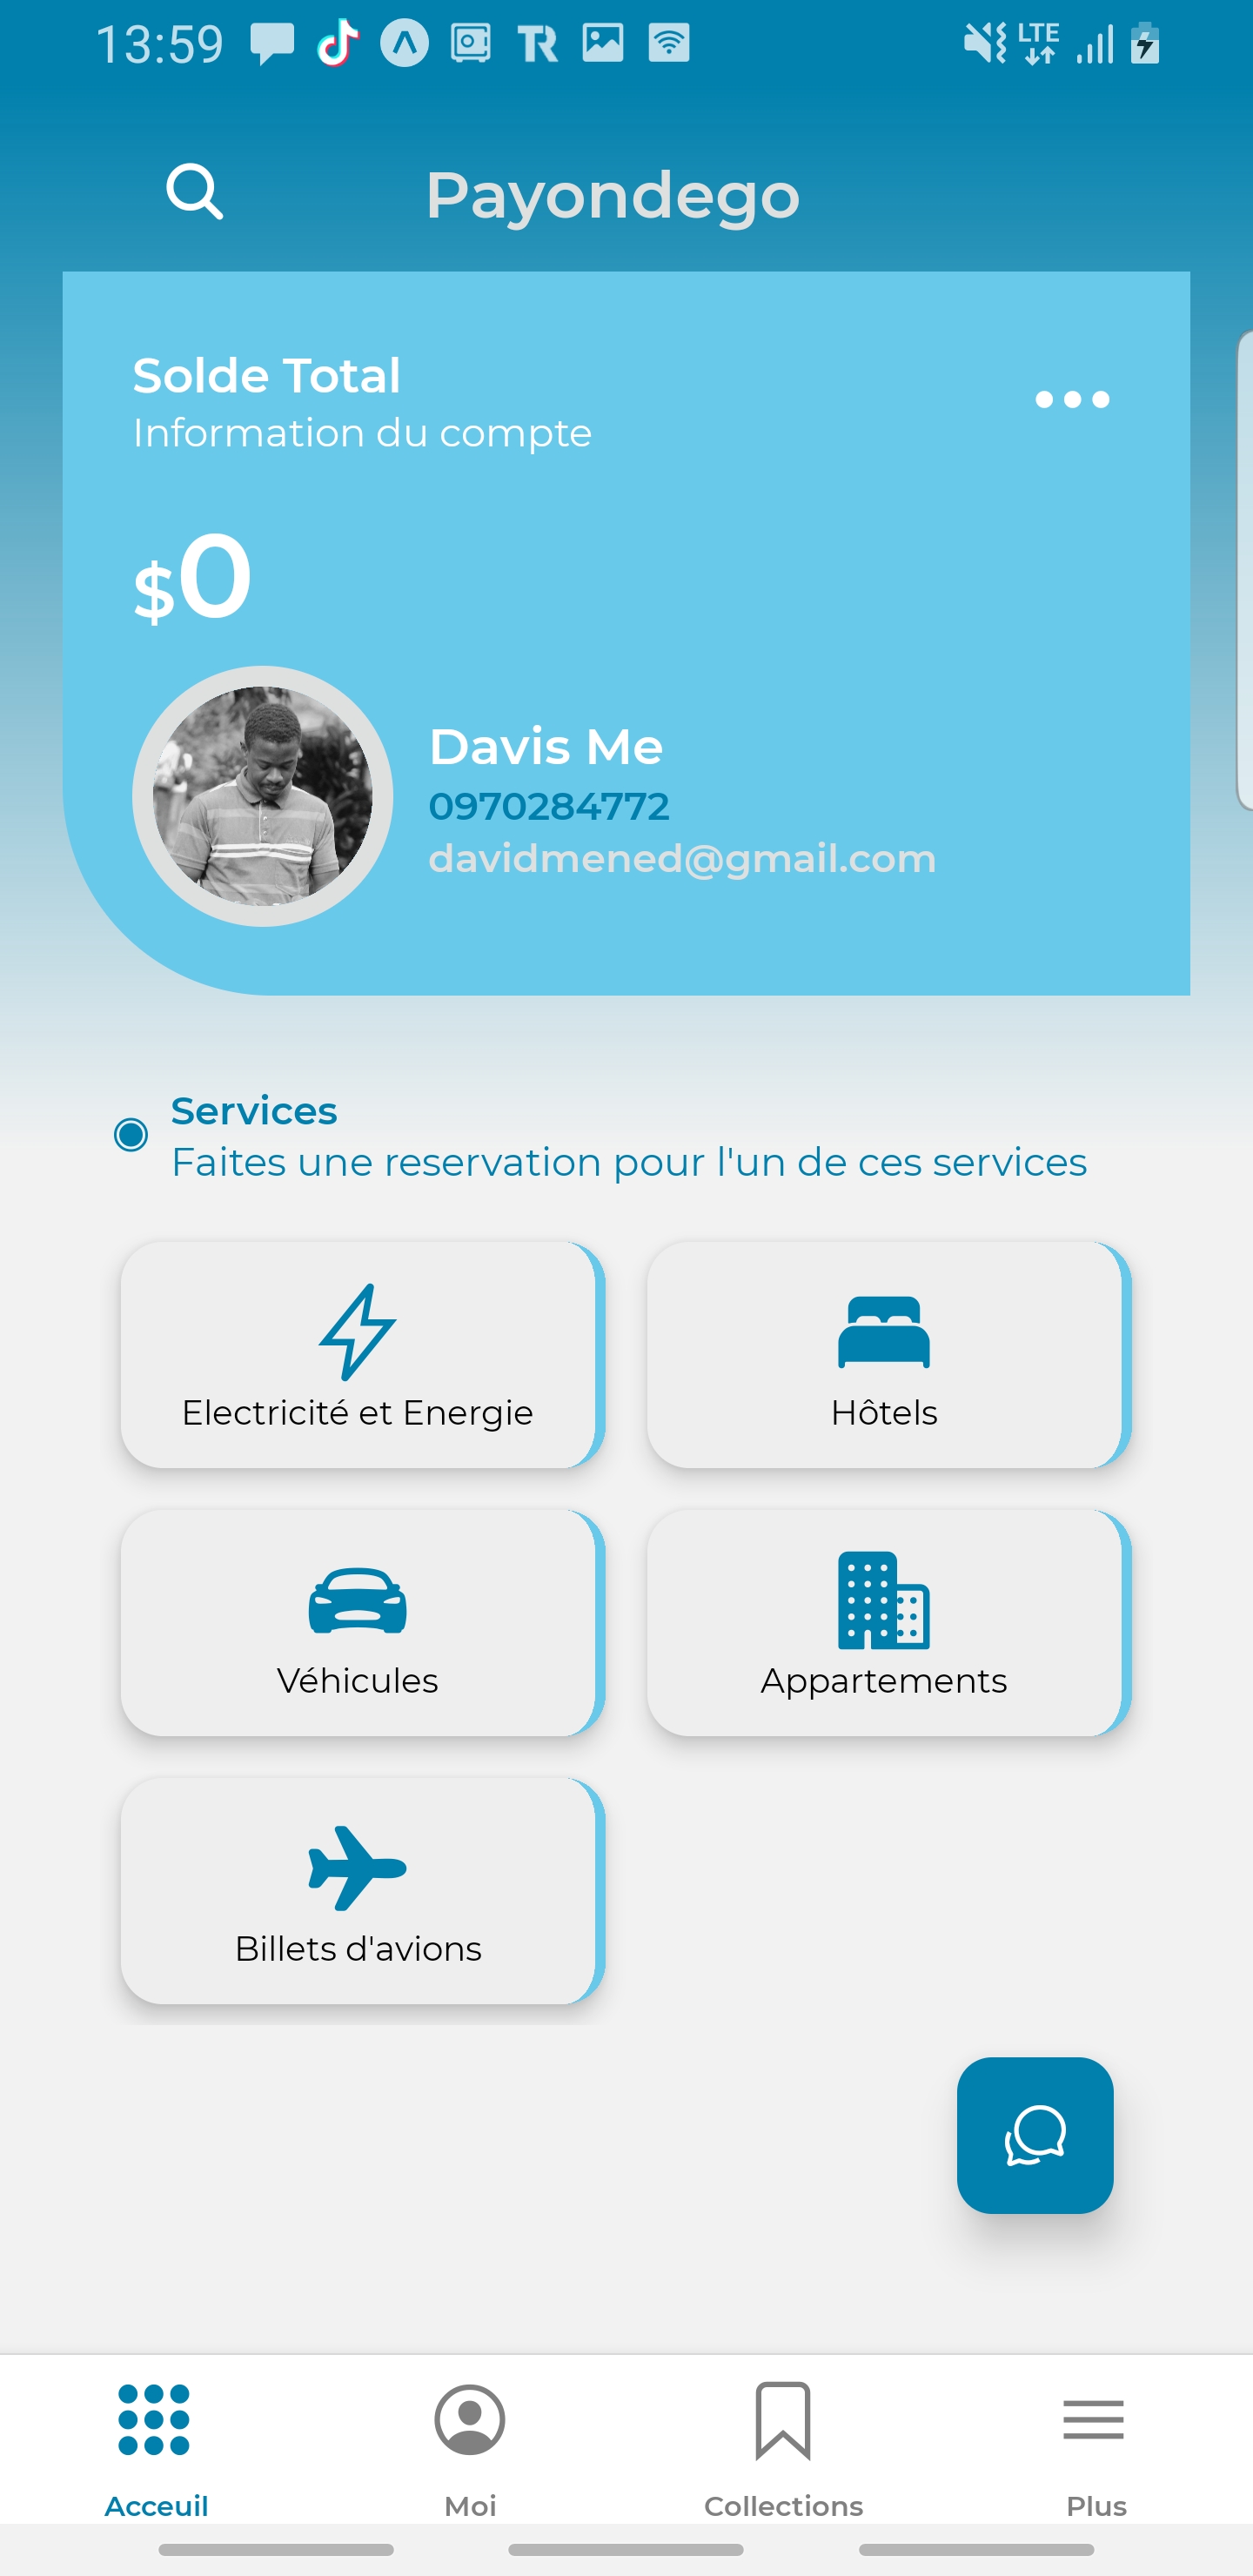 13:59
LTE
Payondego
Solde Total
Information du compte
$0
Davis Me
0970284772
davidmened@gmail.com
Services
Faites une reservation pour l'un de ces services
Electricité et Energie
Hôtels
Véhicules
Appartements
Billets d'avions
Acceuil
Moi
Collections
Plus